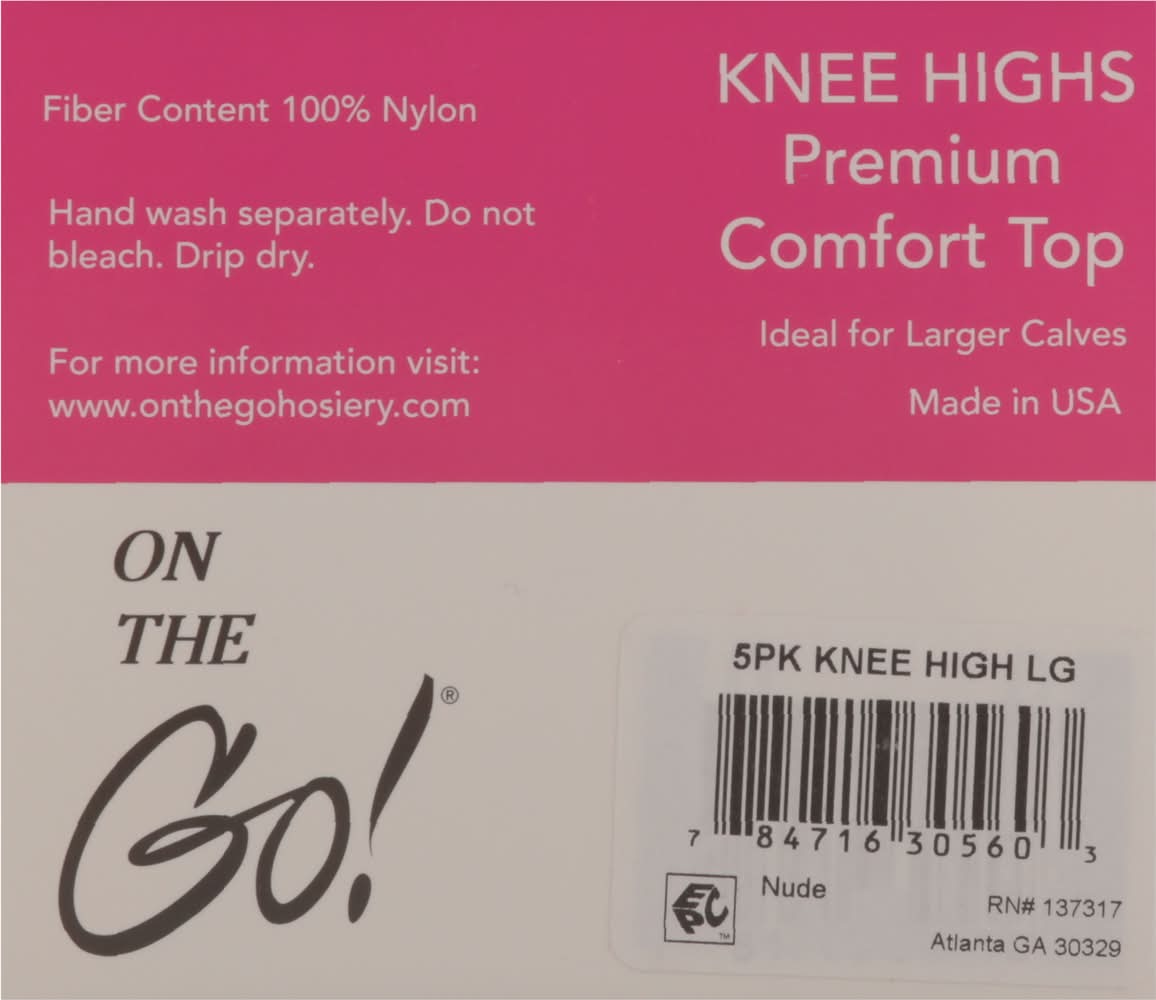 Fiber Content 100% Nylon
Hand wash separately. Do not
bleach. Drip dry.
For more information visit:
www.onthegohosiery.com
KNEE HIGHS
Premium
Comfort Top
Ideal for Larger Calves
Made in USA
ON
THE
Go!®
5PK KNEE HIGH LG
7 84716 30560 3
EPC™
Nude
RN# 137317
Atlanta GA 30329